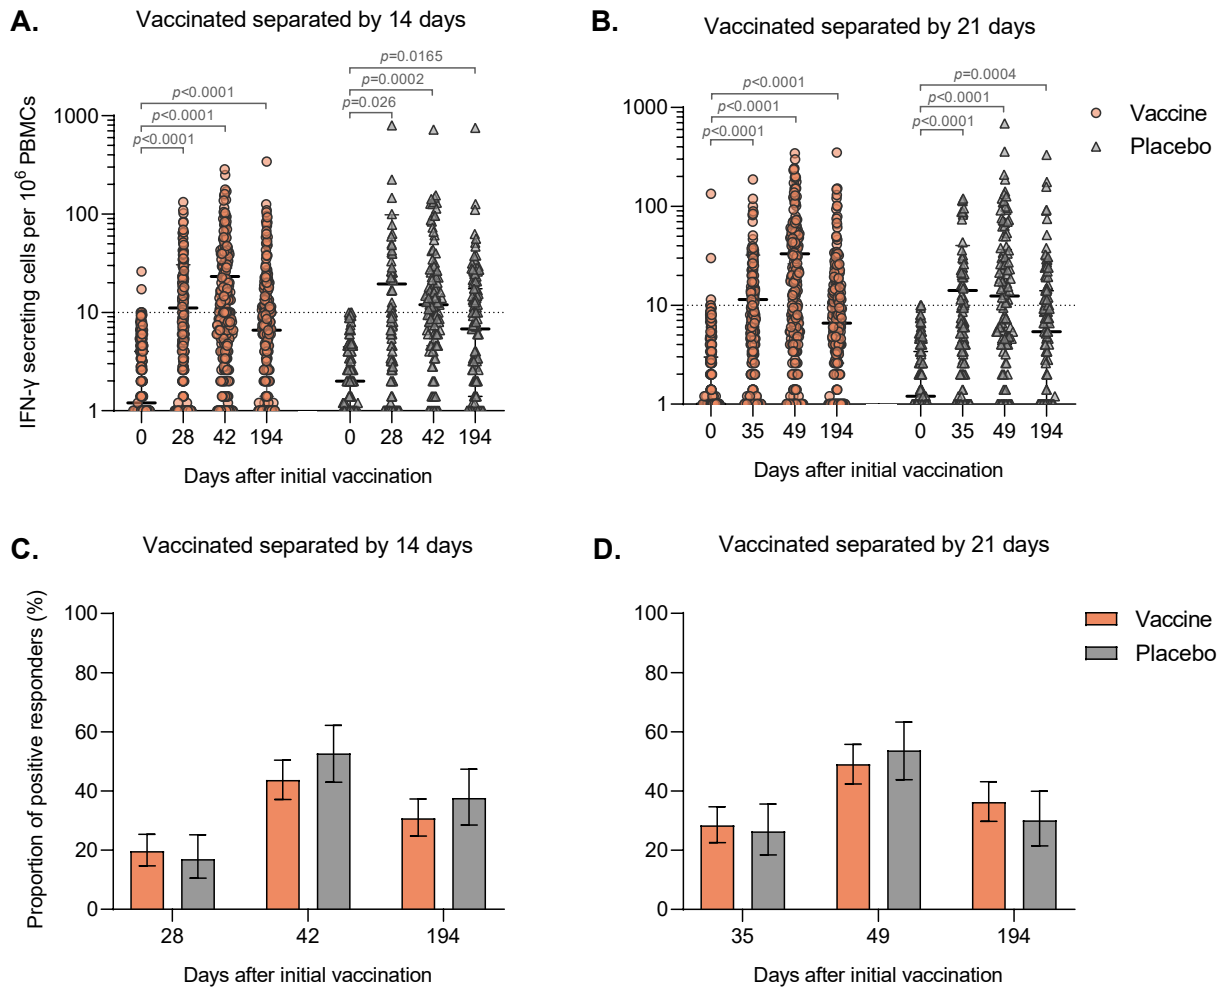 A.
Vaccinated separated by 14 days
IFN-γ secreting cells per 10⁶ PBMCs
p<0.0001
p<0.0001
p<0.0001
p=0.0165
p=0.0002
p=0.026
1000
100
10
1
0 28 42 194 0 28 42 194
Days after initial vaccination
B.
Vaccinated separated by 21 days
p<0.0001
p<0.0001
p<0.0001
p=0.0004
p<0.0001
p<0.0001
1000
100
10
1
0 35 49 194 0 35 49 194
Days after initial vaccination
Vaccine
Placebo
C.
Vaccinated separated by 14 days
Proportion of positive responders (%)
100
80
60
40
20
0
28 42 194
Days after initial vaccination
D.
Vaccinated separated by 21 days
100
80
60
40
20
0
35 49 194
Days after initial vaccination
Vaccine
Placebo